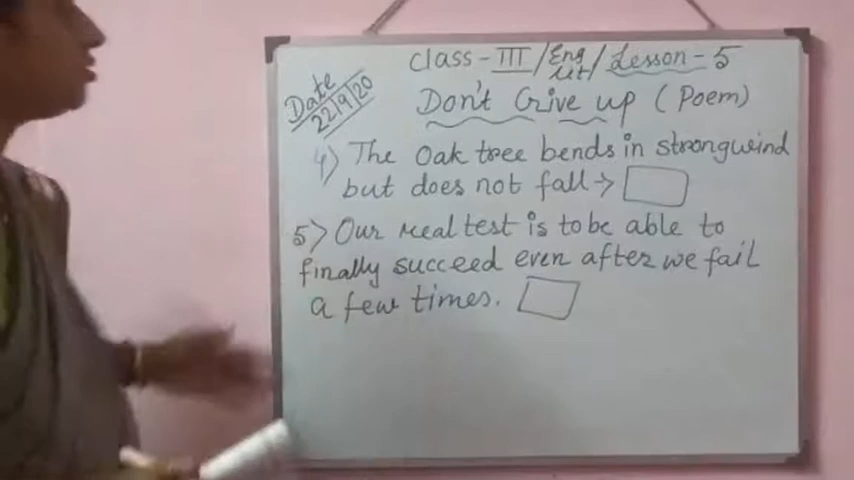 Class - III / Eng Lit / Lesson - 5
Date
22/9/20
Don't Give up (Poem)
4) The Oak tree bends in strong wind
but does not fall →
5) Our real test is to be able to
finally succeed even after we fail
a few times.